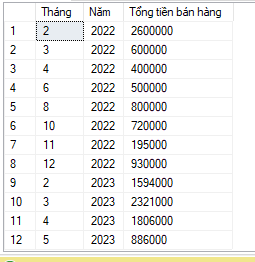 Tháng Năm Tổng tiền bán hàng
1 2 2022 2600000
2 3 2022 600000
3 4 2022 400000
4 6 2022 500000
5 8 2022 800000
6 10 2022 720000
7 11 2022 195000
8 12 2022 930000
9 2 2023 1594000
10 3 2023 2321000
11 4 2023 1806000
12 5 2023 886000